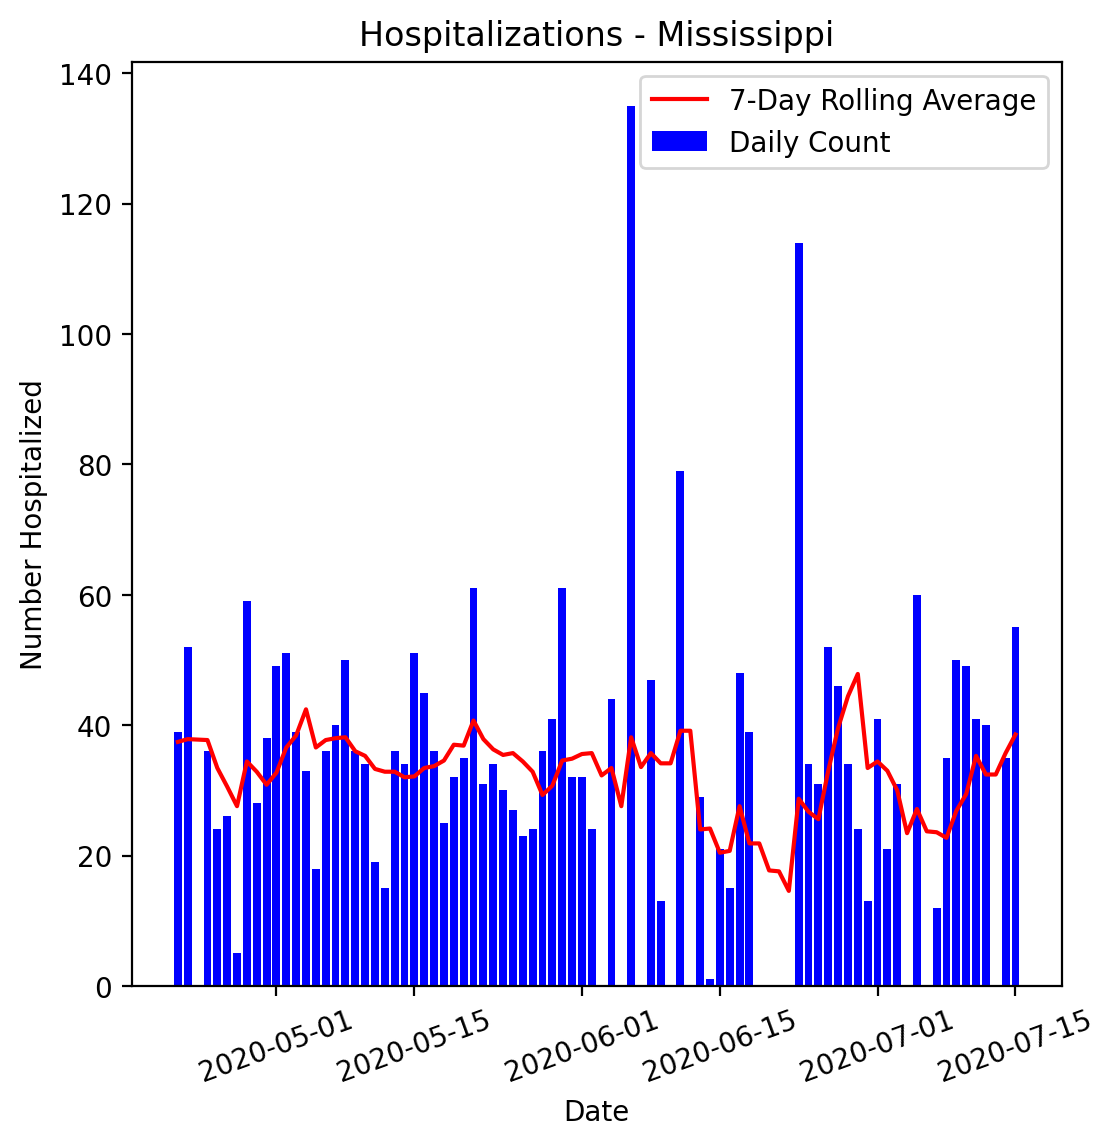 Hospitalizations - Mississippi
7-Day Rolling Average
Daily Count
Number Hospitalized
140
120
100
80
60
40
20
0
2020-05-01
2020-05-15
2020-06-01
2020-06-15
2020-07-01
2020-07-15
Date